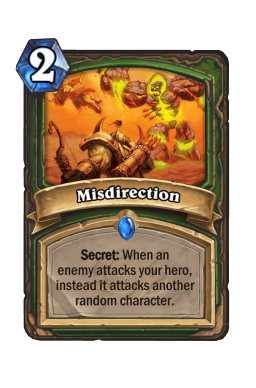 2
Misdirection
Secret: When an
enemy attacks your hero,
instead it attacks another
random character.